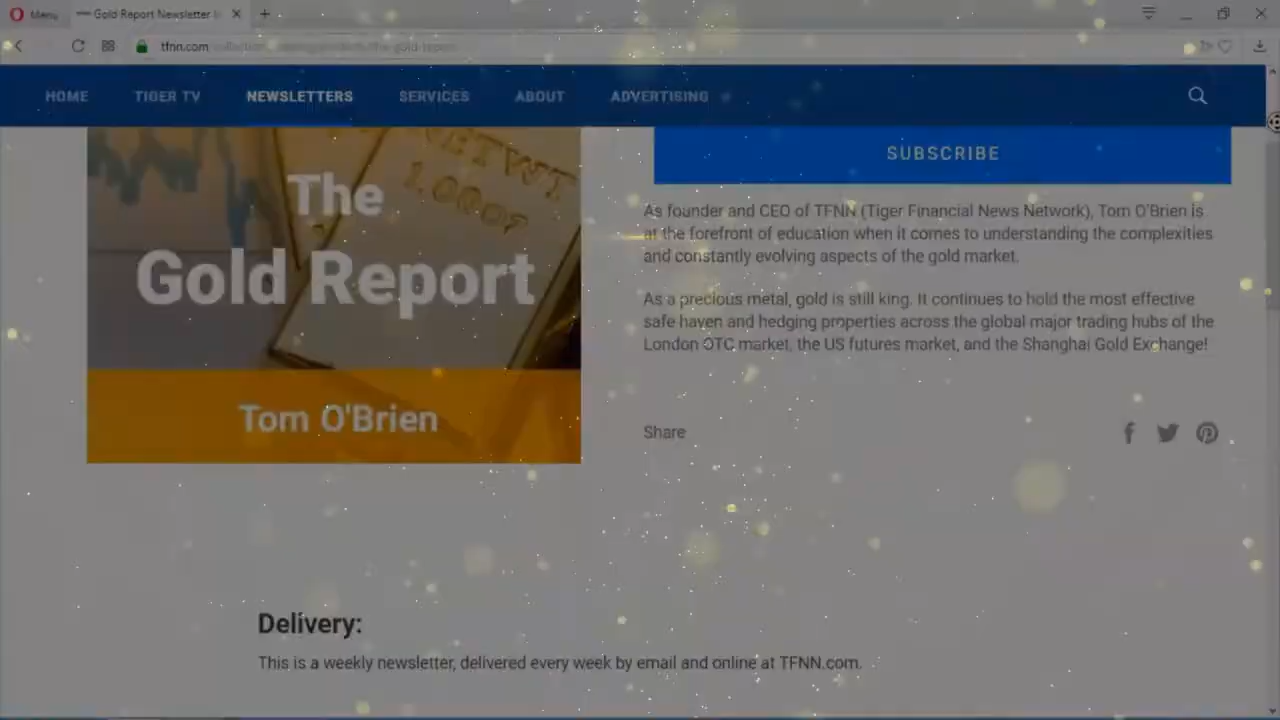 Menu
Gold Report Newsletter
tfnn.com
HOME
TIGER TV
NEWSLETTERS
SERVICES
ABOUT
ADVERTISING
The
Gold Report
Tom O'Brien
SUBSCRIBE
As founder and CEO of TFNN (Tiger Financial News Network), Tom O'Brien is
at the forefront of education when it comes to understanding the complexities
and constantly evolving aspects of the gold market.
As a precious metal, gold is still king. It continues to hold the most effective
safe haven and hedging properties across the global major trading hubs of the
London OTC market, the US futures market, and the Shanghai Gold Exchange!
Share
Delivery:
This is a weekly newsletter, delivered every week by email and online at TFNN.com.